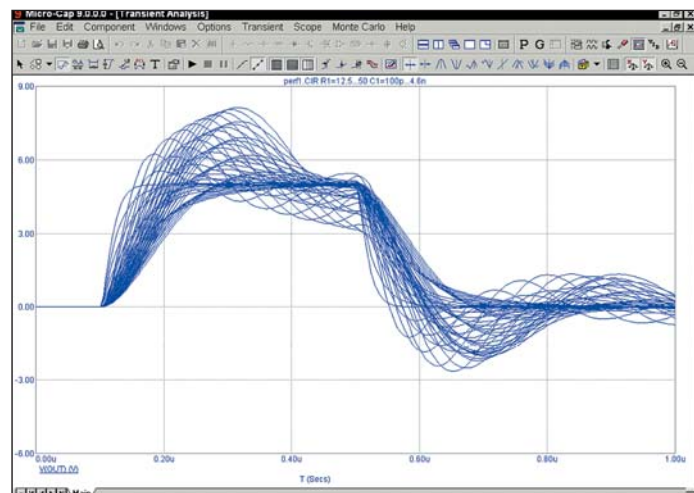 Micro-Cap 9.0.0.0 - [Transient Analysis]
File Edit Component Windows Options Transient Scope Monte Carlo Help
T P G
perf1.CIR R1=12.5...50 C1=100p...4.6n
9.00
6.00
3.00
0.00
-3.00
-6.00
0.00u 0.20u 0.40u 0.60u 0.80u 1.00u
V(OUT) (V)
T (Secs)
Main